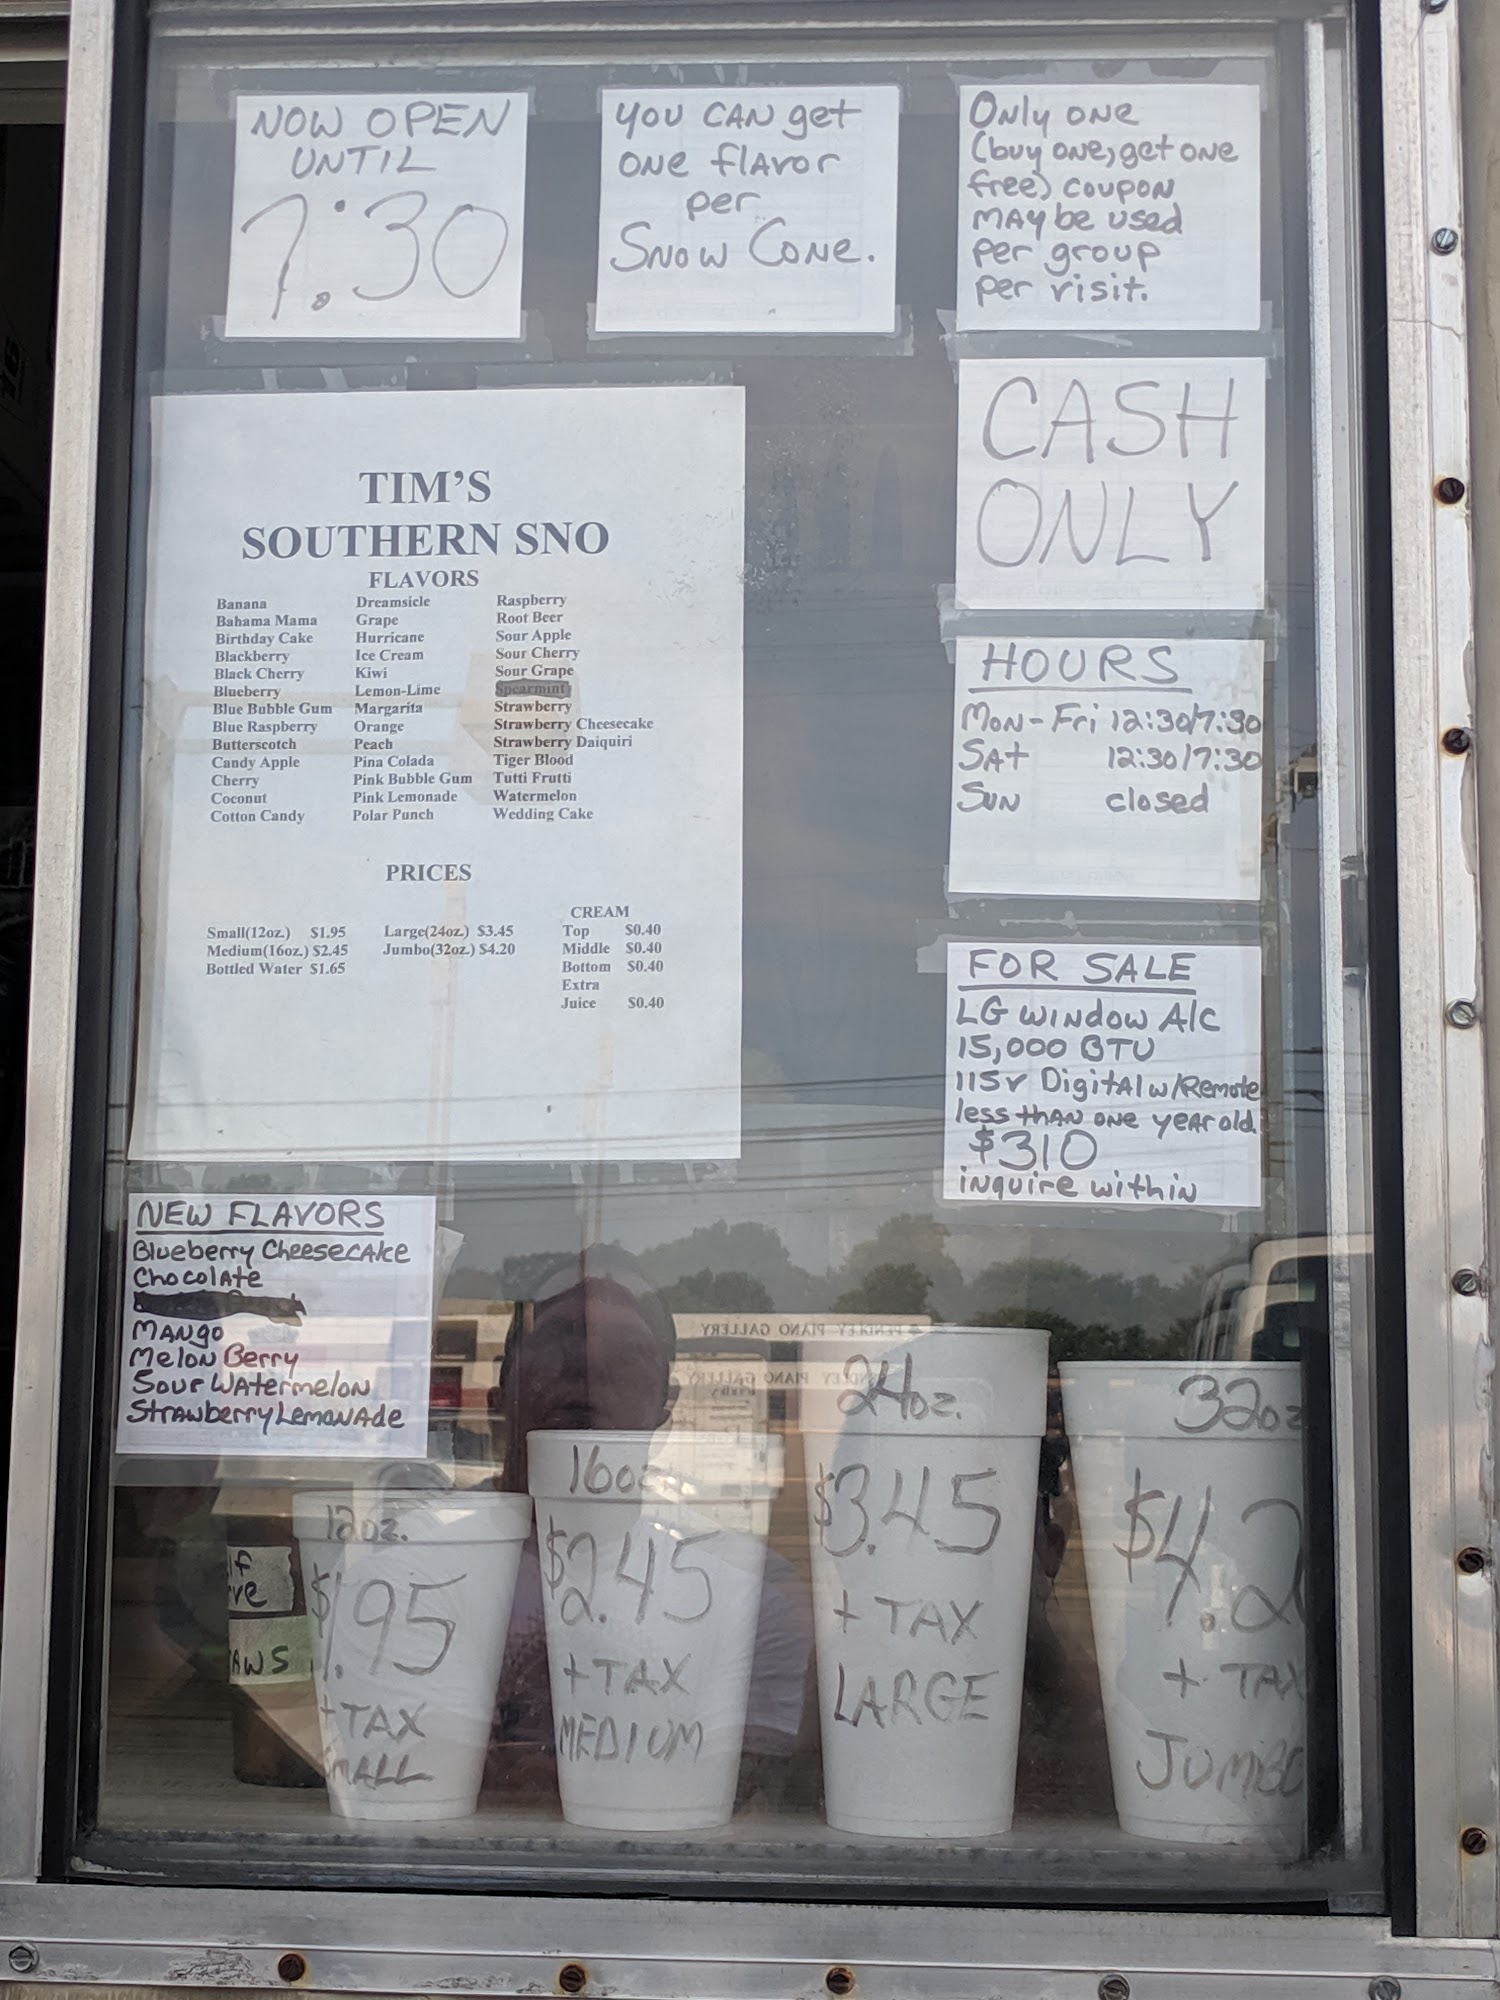 NOW OPEN
UNTIL
7:30
YOU CAN get
ONE flavor
per
SNOW CONE.
Only ONE
(buy ONE, get ONE
free) COUPON
MAY be used
per group
per visit.
CASH
ONLY
TIM'S
SOUTHERN SNO
FLAVORS
Banana
Bahama Mama
Birthday Cake
Blackberry
Black Cherry
Blueberry
Blue Bubble Gum
Blue Raspberry
Butterscotch
Candy Apple
Cherry
Coconut
Cotton Candy
Dreamsicle
Grape
Hurricane
Ice Cream
Kiwi
Lemon-Lime
Margarita
Orange
Peach
Pina Colada
Pink Bubble Gum
Pink Lemonade
Polar Punch
Raspberry
Root Beer
Sour Apple
Sour Cherry
Sour Grape
Spearmint
Strawberry
Strawberry Cheesecake
Strawberry Daiquiri
Tiger Blood
Tutti Frutti
Watermelon
Wedding Cake
PRICES
Small(12oz.) $1.95
Medium(16oz.) $2.45
Bottled Water $1.65
Large(24oz.) $3.45
Jumbo(32oz.) $4.20
CREAM
Top $0.40
Middle $0.40
Bottom $0.40
Extra
Juice $0.40
HOURS
MON-Fri 12:30/7:30
SAt 12:30/7:30
SUN closed
FOR SALE
LG WINDOW A/C
15,000 BTU
115v Digital w/Remote
less thAN ONE year old.
$310
inquire within
NEW FLAVORS
Blueberry CheesecAke
ChocolAte
MANgo
MeloN Berry
Sour WAtermeloN
StrAwberry LemoNAde
12oz.
$1.95
+ TAX
SMALL
16oz.
$2.45
+ TAX
MEDIUM
24oz.
$3.45
+ TAX
LARGE
32oz
$4.2
+ TAX
JUMBO
PENDLEY PIANO GALLERY